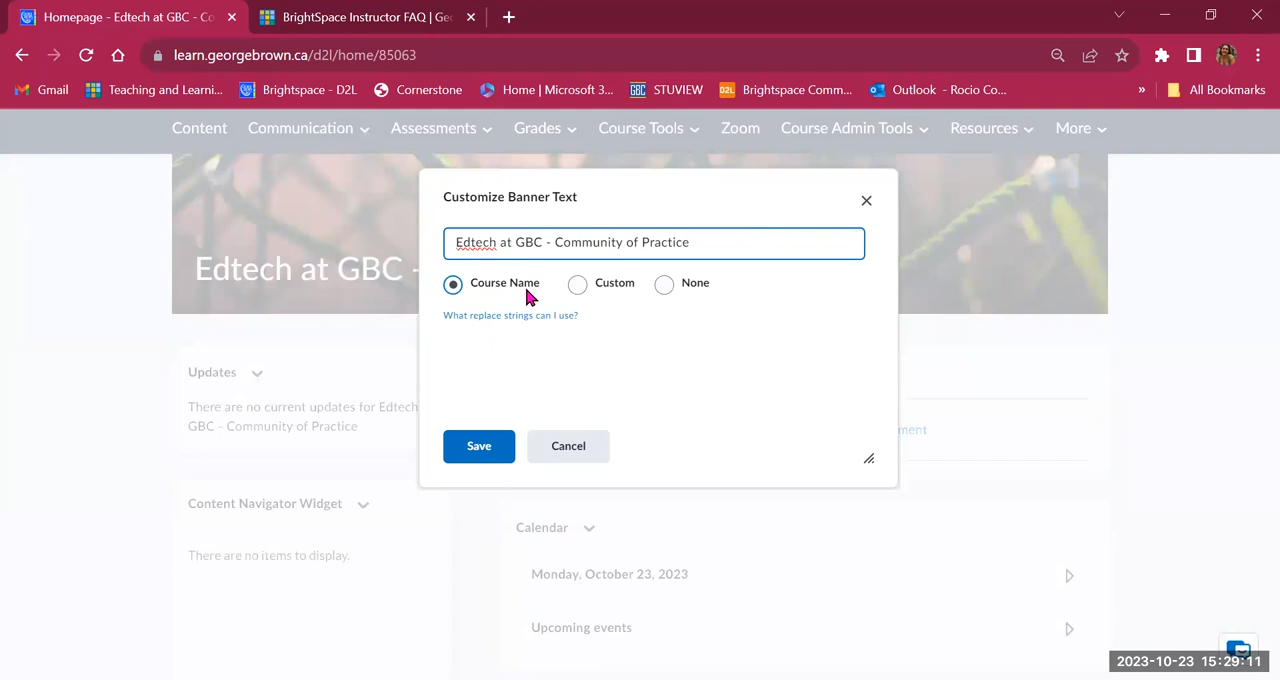 Homepage - Edtech at GBC - Co
BrightSpace Instructor FAQ | Geo
learn.georgebrown.ca/d2l/home/85063
Gmail
Teaching and Learni...
Brightspace - D2L
Cornerstone
Home | Microsoft 3...
GBC STUVIEW
D2L Brightspace Comm...
Outlook - Rocio Co...
»
All Bookmarks
Content
Communication
Assessments
Grades
Course Tools
Zoom
Course Admin Tools
Resources
More
Customize Banner Text
Edtech at GBC - Community of Practice
Edtech at GBC -
Course Name
Custom
None
What replace strings can I use?
Updates
There are no current updates for Edtech
GBC - Community of Practice
ment
Save
Cancel
Content Navigator Widget
There are no items to display.
Calendar
Monday, October 23, 2023
Upcoming events
2023-10-23 15:29:11